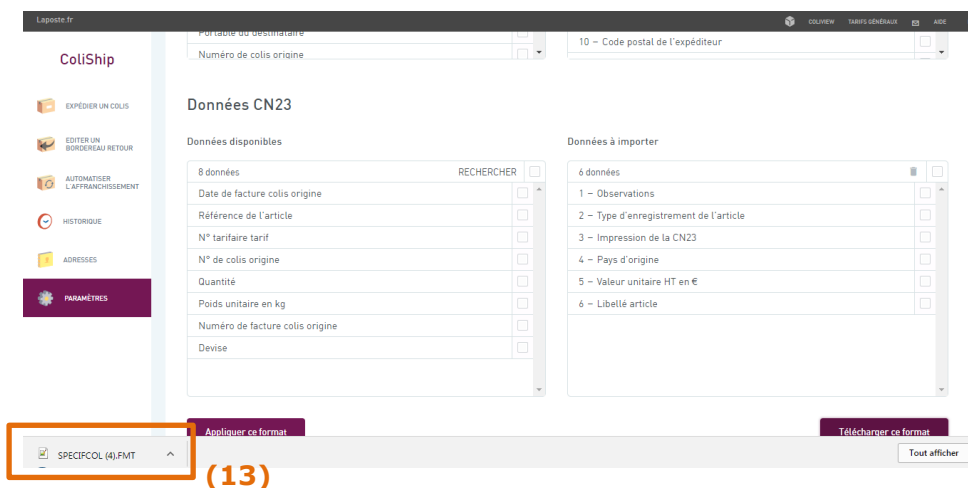 Laposte.fr
COLIVIEW TARIFS GÉNÉRAUX AIDE
ColiShip
EXPÉDIER UN COLIS
EDITER UN
BORDEREAU RETOUR
AUTOMATISER
L'AFFRANCHISSEMENT
HISTORIQUE
ADRESSES
PARAMÈTRES
Portable du destinataire
Numéro de colis origine
10 – Code postal de l'expéditeur
Données CN23
Données disponibles
8 données RECHERCHER
Date de facture colis origine
Référence de l'article
N° tarifaire tarif
N° de colis origine
Quantité
Poids unitaire en kg
Numéro de facture colis origine
Devise
Données à importer
6 données
1 – Observations
2 – Type d'enregistrement de l'article
3 – Impression de la CN23
4 – Pays d'origine
5 – Valeur unitaire HT en €
6 – Libellé article
Appliquer ce format
Télécharger ce format
SPECIFCOL (4).FMT
Tout afficher
(13)